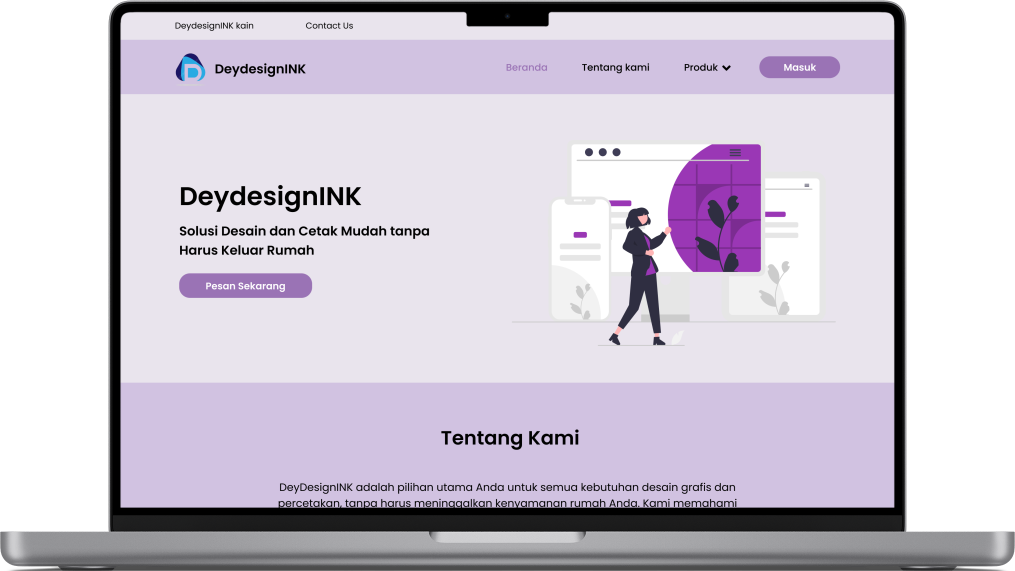 DeydesignINK kain
Contact Us
DeydesignINK
Beranda
Tentang kami
Produk
Masuk
DeydesignINK
Solusi Desain dan Cetak Mudah tanpa
Harus Keluar Rumah
Pesan Sekarang
Tentang Kami
DeyDesignINK adalah pilihan utama Anda untuk semua kebutuhan desain grafis dan
percetakan, tanpa harus meninggalkan kenyamanan rumah Anda. Kami memahami